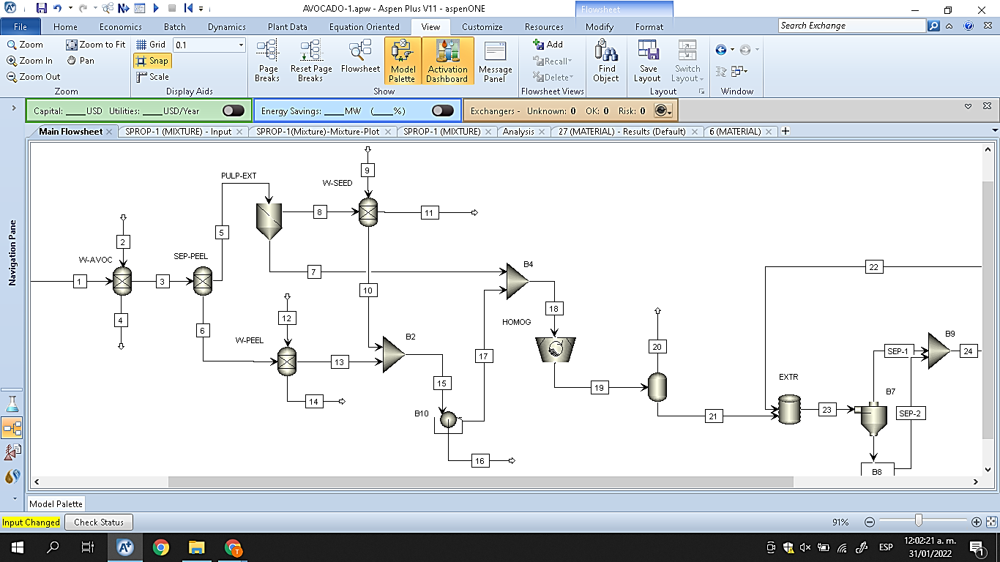 AVOCADO-1.apw - Aspen Plus V11 - aspenONE
Flowsheet
File Home Economics Batch Dynamics Plant Data Equation Oriented View Customize Resources Modify Format Search Exchange
Zoom Zoom to Fit Grid 0.1
Zoom In Pan Snap
Zoom Out Scale
Page Breaks
Reset Page Breaks
Flowsheet
Model Palette
Activation Dashboard
Message Panel
Add
Recall
Delete
Find Object
Save Layout
Switch Layout
Zoom Display Aids Show Flowsheet Views Layout Window
Capital: ____USD Utilities: ____USD/Year Energy Savings: ____MW (____%) Exchangers - Unknown: 0 OK: 0 Risk: 0
Main Flowsheet SPROP-1 (MIXTURE) - Input SPROP-1(Mixture)-Mixture-Plot SPROP-1 (MIXTURE) Analysis 27 (MATERIAL) - Results (Default) 6 (MATERIAL)
Navigation Pane
9
PULP-EXT
W-SEED
8
11
2
5
W-AVOC
SEP-PEEL
B4
22
7
1
3
10
12
18
4
HOMOG
6
W-PEEL
B2
B9
20
17
SEP-1
24
13
EXTR
15
19
B7
14
B10
23
SEP-2
21
16
B8
Model Palette
Input Changed Check Status 91%
ESP
12:02:21 a. m.
31/01/2022
1